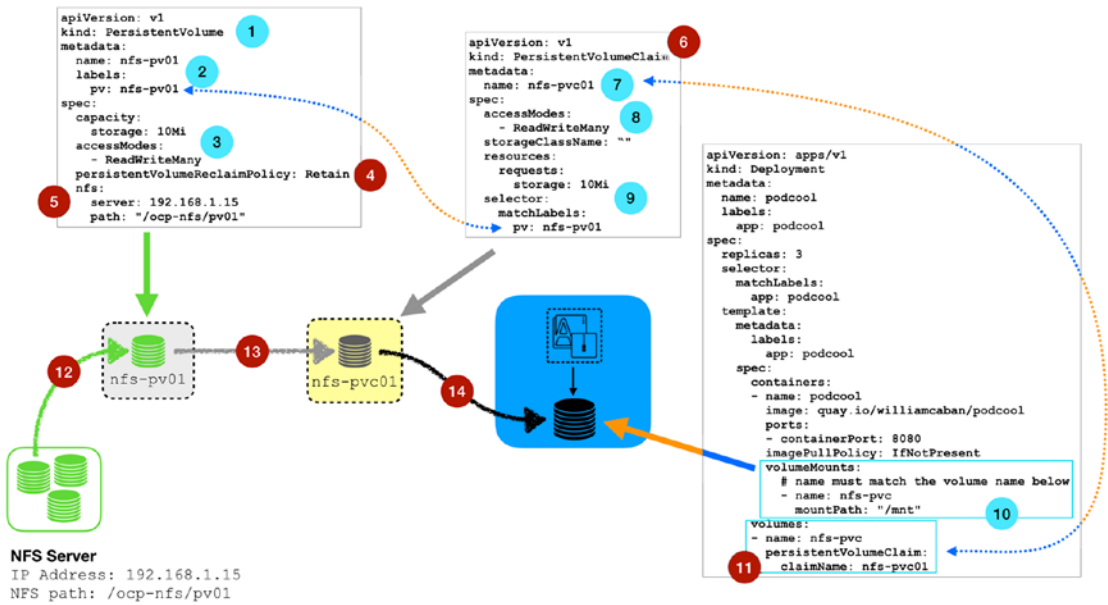 apiVersion: v1
kind: PersistentVolume
1
metadata:
name: nfs-pv01
labels:
2
pv: nfs-pv01
spec:
capacity:
storage: 10Mi
3
accessModes:
- ReadWriteMany
persistentVolumeReclaimPolicy: Retain
4
nfs:
5
server: 192.168.1.15
path: "/ocp-nfs/pv01"
apiVersion: v1
6
kind: PersistentVolumeClaim
metadata:
name: nfs-pvc01
7
spec:
accessModes:
8
- ReadWriteMany
storageClassName: ""
resources:
requests:
storage: 10Mi
9
selector:
matchLabels:
pv: nfs-pv01
apiVersion: apps/v1
kind: Deployment
metadata:
name: podcool
labels:
app: podcool
spec:
replicas: 3
selector:
matchLabels:
app: podcool
template:
metadata:
labels:
app: podcool
spec:
containers:
- name: podcool
image: quay.io/williamcaban/podcool
ports:
- containerPort: 8080
imagePullPolicy: IfNotPresent
volumeMounts:
# name must match the volume name below
- name: nfs-pvc
mountPath: "/mnt"
10
volumes:
- name: nfs-pvc
persistentVolumeClaim:
11
claimName: nfs-pvc01
12
nfs-pv01
13
nfs-pvc01
14
NFS Server
IP Address: 192.168.1.15
NFS path: /ocp-nfs/pv01